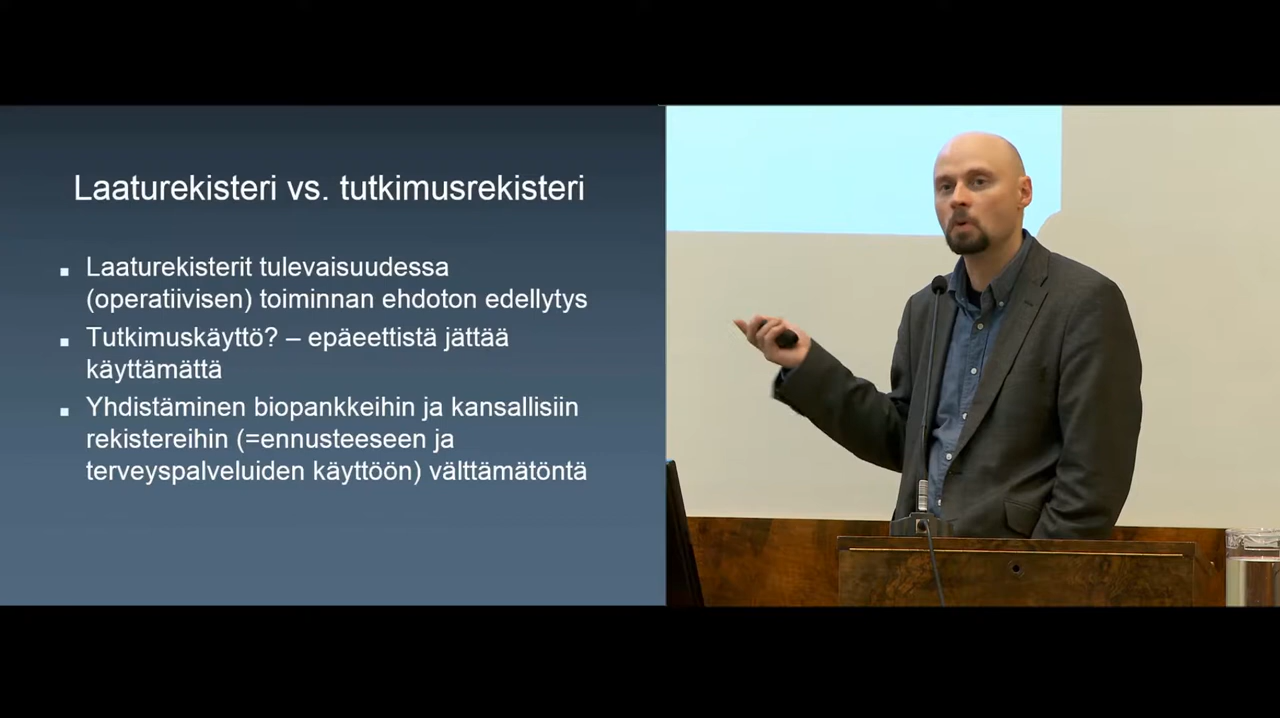 Laaturekisteri vs. tutkimusrekisteri
Laaturekisterit tulevaisuudessa
(operatiivisen) toiminnan ehdoton edellytys
Tutkimuskäyttö? – epäeettistä jättää
käyttämättä
Yhdistäminen biopankkeihin ja kansallisiin
rekistereihin (=ennusteeseen ja
terveyspalveluiden käyttöön) välttämätöntä